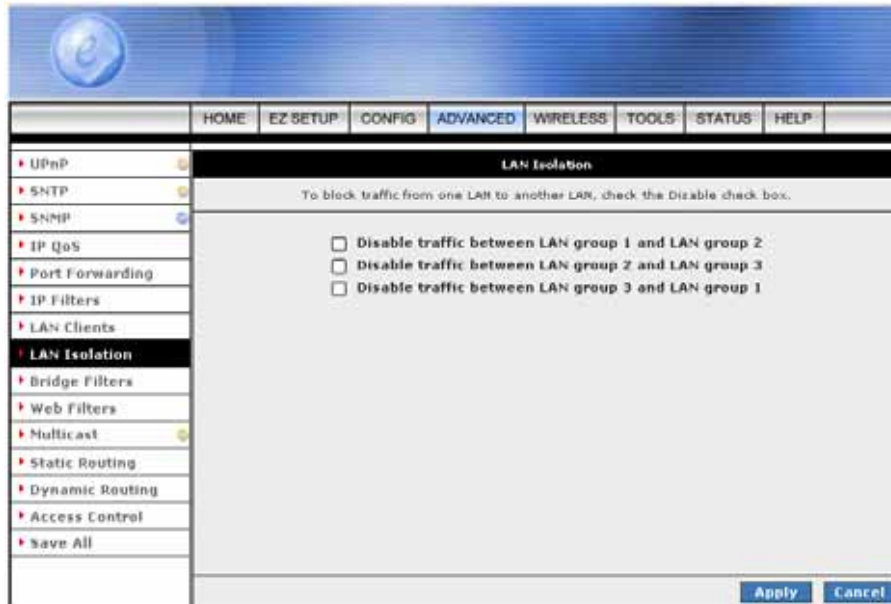 e
HOME EZ SETUP CONFIG ADVANCED WIRELESS TOOLS STATUS HELP
UPnP
SNTP
SNMP
IP QoS
Port Forwarding
IP Filters
LAN Clients
LAN Isolation
Bridge Filters
Web Filters
Multicast
Static Routing
Dynamic Routing
Access Control
Save All
LAN Isolation
To block traffic from one LAN to another LAN, check the Disable check box.
Disable traffic between LAN group 1 and LAN group 2
Disable traffic between LAN group 2 and LAN group 3
Disable traffic between LAN group 3 and LAN group 1
Apply Cancel